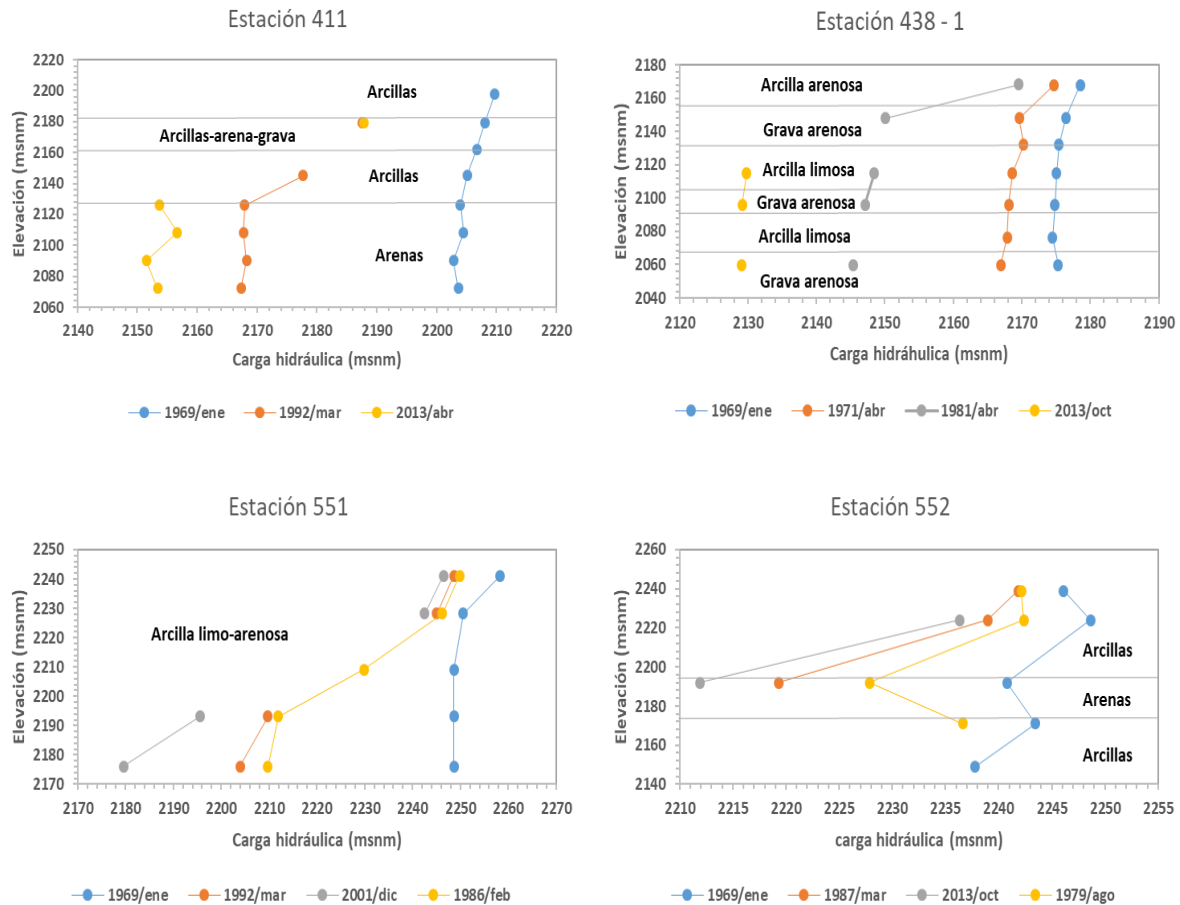 Estación 411
2220
2200
2180
2160
2140
2120
2100
2080
2060
Elevación (msnm)
Arcillas
Arcillas-arena-grava
Arcillas
Arenas
2140 2150 2160 2170 2180 2190 2200 2210 2220
Carga hidráulica (msnm)
1969/ene 1992/mar 2013/abr
Estación 438 - 1
2180
2160
2140
2120
2100
2080
2060
2040
Elevación (msnm)
Arcilla arenosa
Grava arenosa
Arcilla limosa
Grava arenosa
Arcilla limosa
Grava arenosa
2120 2130 2140 2150 2160 2170 2180 2190
Carga hidráhulica (msnm)
1969/ene 1971/abr 1981/abr 2013/oct
Estación 551
2250
2240
2230
2220
2210
2200
2190
2180
2170
Elevación (msnm)
Arcilla limo-arenosa
2170 2180 2190 2200 2210 2220 2230 2240 2250 2260 2270
Carga hidráulica (msnm)
1969/ene 1992/mar 2001/dic 1986/feb
Estación 552
2260
2240
2220
2200
2180
2160
2140
Elevación (msnm)
Arcillas
Arenas
Arcillas
2210 2215 2220 2225 2230 2235 2240 2245 2250 2255
carga hidráulica (msnm)
1969/ene 1987/mar 2013/oct 1979/ago